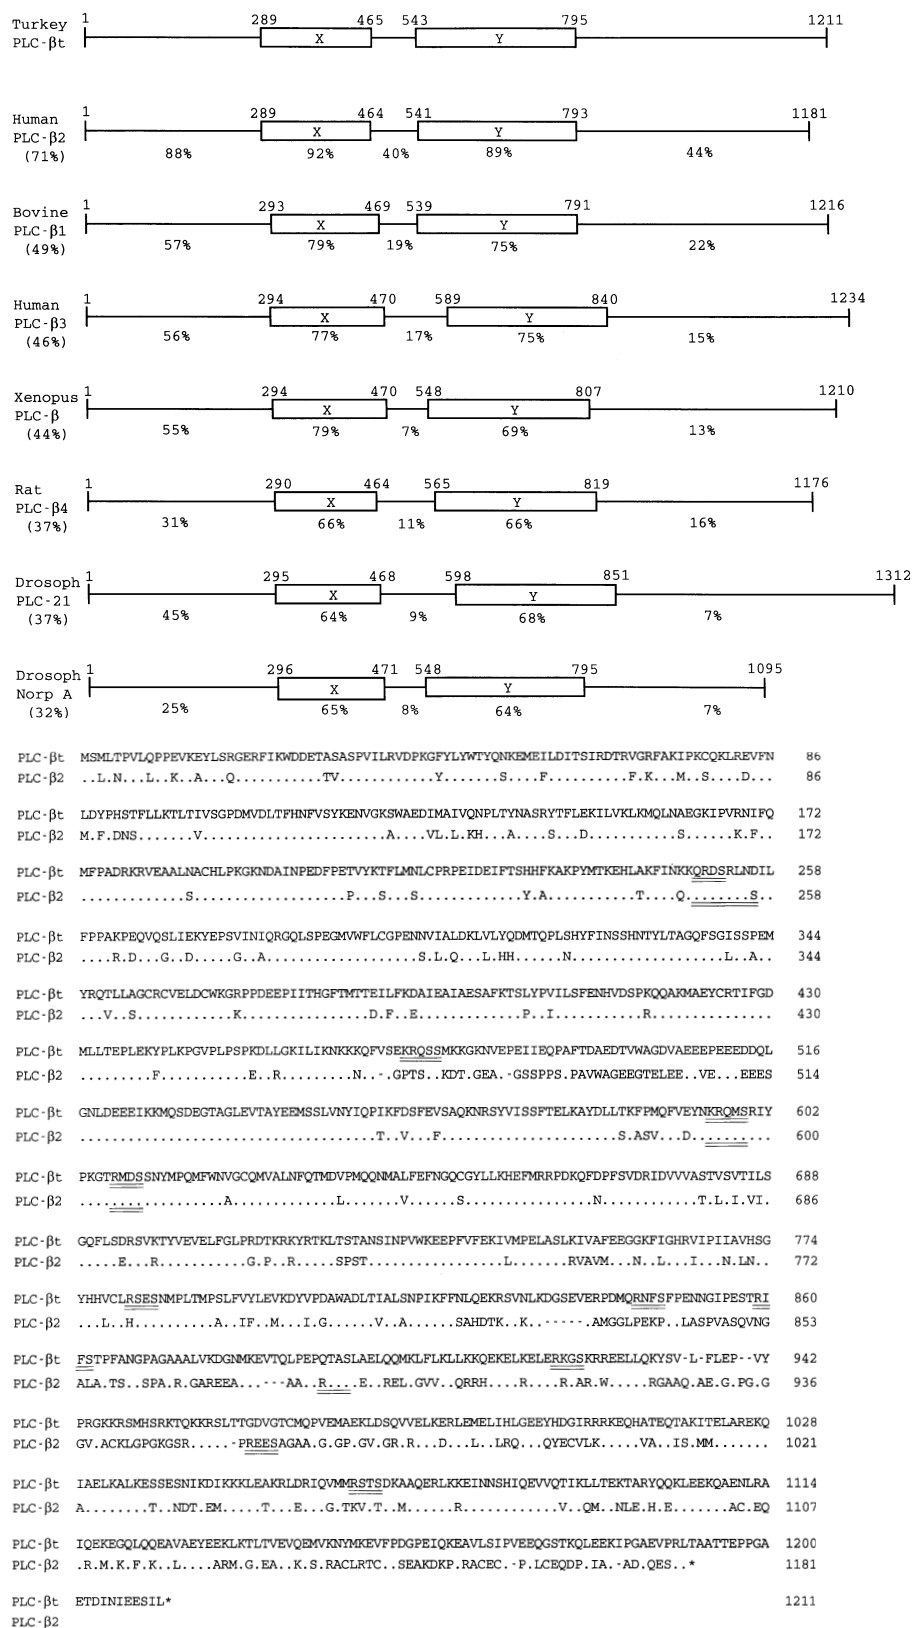 Turkey 1 289 465 543 795 1211
PLC-βt X Y
Human 1 289 464 541 793 1181
PLC-β2 X Y
(71%) 88% 92% 40% 89% 44%
Bovine 1 293 469 539 791 1216
PLC-β1 X Y
(49%) 57% 79% 19% 75% 22%
Human 1 294 470 589 840 1234
PLC-β3 X Y
(46%) 56% 77% 17% 75% 15%
Xenopus 1 294 470 548 807 1210
PLC-β X Y
(44%) 55% 79% 7% 69% 13%
Rat 1 290 464 565 819 1176
PLC-β4 X Y
(37%) 31% 66% 11% 66% 16%
Drosoph 1 295 468 598 851 1312
PLC-21 X Y
(37%) 45% 64% 9% 68% 7%
Drosoph 1 296 471 548 795 1095
Norp A X Y
(32%) 25% 65% 8% 64% 7%
PLC-βt MSMLTPVLQPPEVKEYLSRGERFIKWDDETASASPVILRVDPKGFYLYWTYQNKEMEILDITSIRDTRVGRFAKIPKCQKLREVFN 86
PLC-β2 ..L.N...L..K..A...Q...........TV............Y.......S....F..........F.K...M..S....D... 86
PLC-βt LDYPHSTFLLKTLTIVSGPDMVDLTFHNFVSYKENVGKSWAEDIMAIVQNPLTYNASRYTFLEKILVKLKMQLNAEGKIPVRNIFQ 172
PLC-β2 M.F.DNS.......V.......................A....VL.L.KH...A....S...D...........S......K.F.. 172
PLC-βt MFPADRKRVEAALNACHLPKGKNDAINPEDFPETVYKTFLMNLCPRPEIDEIFTSHHFKAKPYMTKEHLAKFINKKQRDSRLNDIL 258
PLC-β2 .............S...................P...S...S.............Y.A...........T....Q........S.. 258
PLC-βt FPPAKPEQVQSLIEKYEPSVINIQRGQLSPEGMVWFLCGPENNVIALDKLVLYQDMTQPLSHYFINSSHNTYLTAGQFSGISSPEM 344
PLC-β2 ....R.D...G..D.....G..A...................S.L.Q...L.HH......N...................L..A.. 344
PLC-βt YRQTLLAGCRCVELDCWKGRPPDEEPIITHGFTMTTEILFKDAIEAIAESAFKTSLYPVILSFENHVDSPKQQAKMAEYCRTIFGD 430
PLC-β2 ...V..S............K................D.F..E.............P..I...........R............... 430
PLC-βt MLLTEPLEKYPLKPGVPLPSPKDLLGKILIKNKKKQFVSEKRQSSMKKGKNVEPEIIEQPAFTDAEDTVWAGDVAEEEPEEEDDQL 516
PLC-β2 .........F...........E..R.........N..-.GPTS..KDT.GEA.-GSSPPS.PAVWAGEEGTELEE..VE...EEES 514
PLC-βt GNLDEEEIKKMQSDEGTAGLEVTAYEEMSSLVNYIQPIKFDSFEVSAQKNRSYVISSFTELKAYDLLTKFPMQFVEYNKRQMSRIY 602
PLC-β2 .....................................T..V...F......................S.ASV...D.......... 600
PLC-βt PKGTRMDSSNYMPQMFWNVGCQMVALNFQTMDVPMQQNMALFEFNGQCGYLLKHEFMRRPDKQFDPFSVDRIDVVVASTVSVTILS 688
PLC-β2 ..................A.............L.......V......S................N............T.L.I.VI. 686
PLC-βt GQFLSDRSVKTYVEVELFGLPRDTKRKYRTKLTSTANSINPVWKEEPFVFEKIVMPELASLKIVAFEEGGKFIGHRVIPIIAVHSG 774
PLC-β2 .....E...R...........G.P..R.....SPST.................L.......RVAVM...N..L...I...N.LN.. 772
PLC-βt YHHVCLRSESNMPLTMPSLFVYLEVKDYVPDAWADLTIALSNPIKFFNLQEKRSVNLKDGSEVERPDMQRNFSFPENNGIPESTRI 860
PLC-β2 ...L..H.............A..IF..M...I.G......V..A......SAHDTK..K...-----.AMGGLPEKP..LASPVASQVNG 853
PLC-βt FSTPFANGPAGAAALVKDGNMKEVTQLPEPQTASLAELQQMKLFLKLLKKQEKELKELERKGSKRREELLQKYSV-L-FLEP--VY 942
PLC-β2 ALA.TS..SPA.R.GAREEA...---AA..R....E..REL.GVV..QRRH....R....R.AR.W.....RGAAQ.AE.G.PG.G 936
PLC-βt PRGKKRSMHSRKTQKKRSLTTGDVGTCMQPVEMAEKLDSQVVELKERLEMELIHLGEEYHDGIRRRKEQHATEQTAKITELAREKQ 1028
PLC-β2 GV.ACKLGPGKGSR......-PREESAGAA.G.GP.GV.GR.R...D...L..LRQ...QYECVLK.....VA..IS.MM....... 1021
PLC-βt IAELKALKESSESNIKDIKKKLEAKRLDRIQVMMRSTSDKAAQERLKKEINNSHIQEVVQTIKLLTEKTARYQQKLEEKQAENLRA 1114
PLC-β2 A........T..NDT.EM.....T...E...G.TKV.T..M......R............V..QM..NLE.H.E.......AC.EQ 1107
PLC-βt IQEKEGQLQQEAVAEYEEKLKTLTVEVQEMVKNYMKEVFPDGPEIQKEAVLSIPVEEQGSTKQLEEKIPGAEVPRLTAATTEPPGA 1200
PLC-β2 .R.M.K.F.K..L....ARM.G.EA..K.S.RACLRTC..SEAKDKP.RACEC.-P.LCEQDP.IA.-AD.QES..* 1181
PLC-βt ETDINIEESIL* 1211
PLC-β2